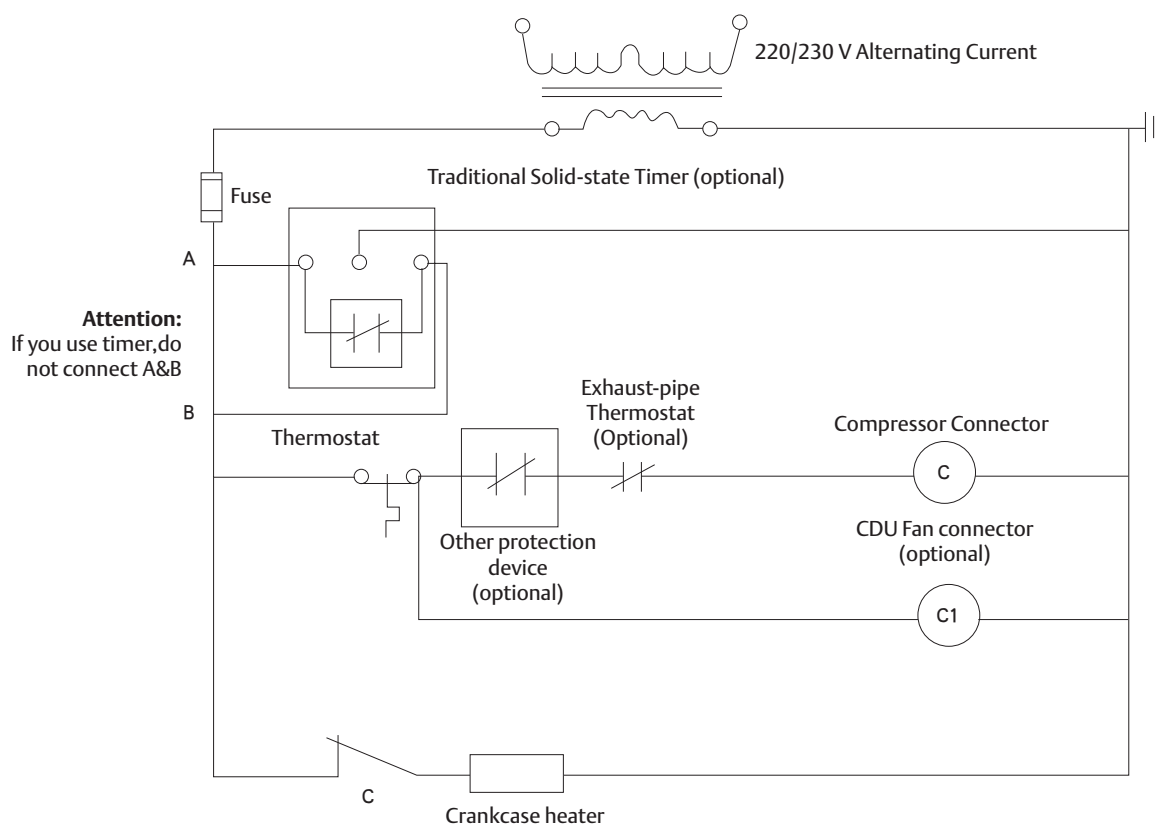 220/230 V Alternating Current
Traditional Solid-state Timer (optional)
Fuse
A
Attention:
If you use timer,do
not connect A&B
B
Thermostat
Exhaust-pipe
Thermostat
(Optional)
Compressor Connector
C
Other protection
device
(optional)
CDU Fan connector
(optional)
C1
C
Crankcase heater